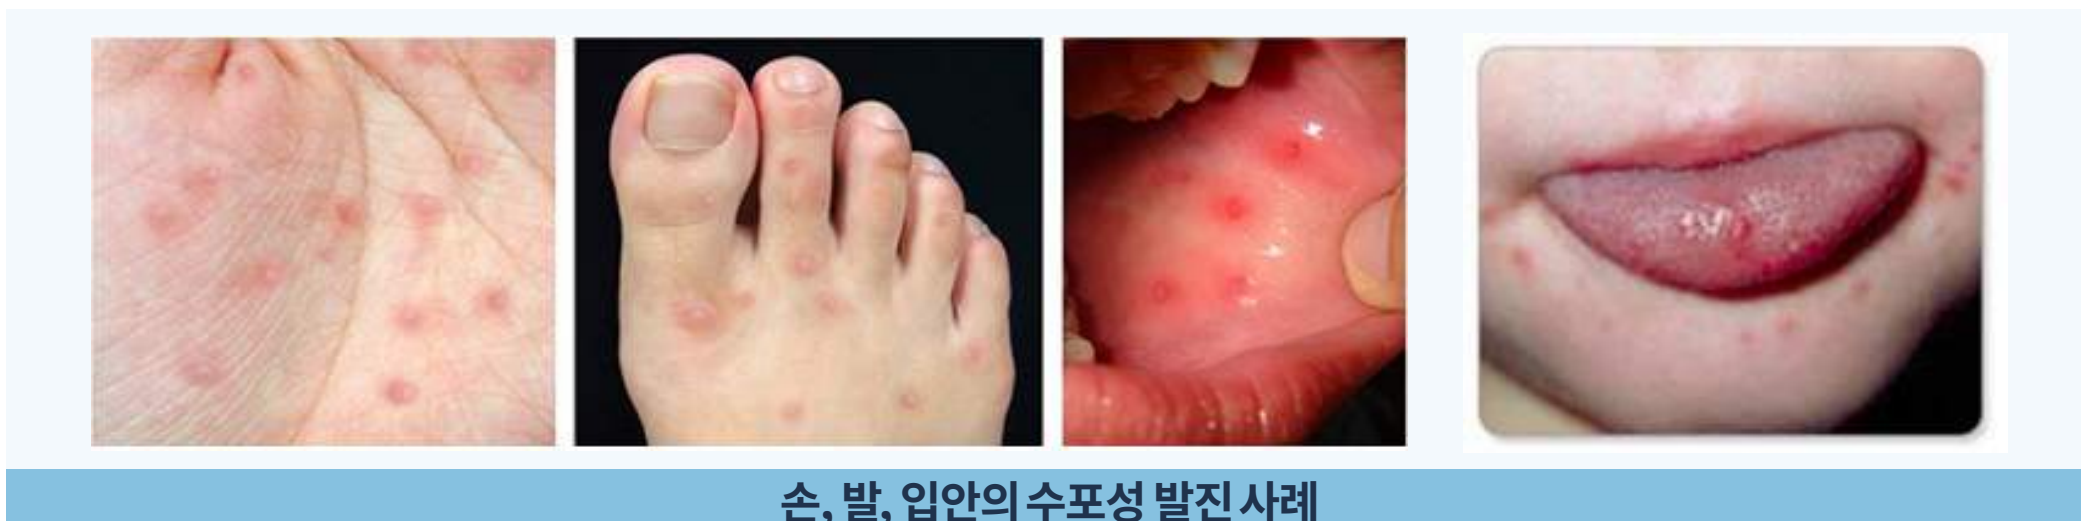 손, 발, 입안의 수포성 발진 사례